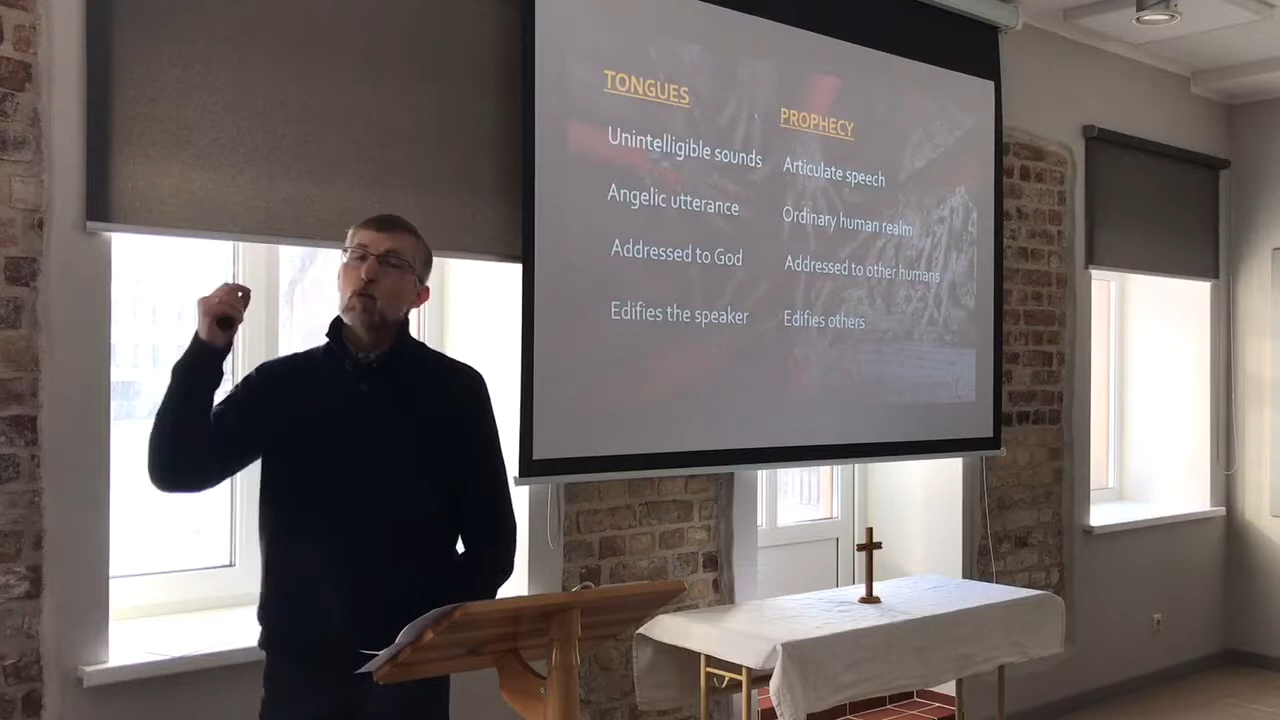 TONGUES
Unintelligible sounds
Angelic utterance
Addressed to God
Edifies the speaker
PROPHECY
Articulate speech
Ordinary human realm
Addressed to other humans
Edifies others